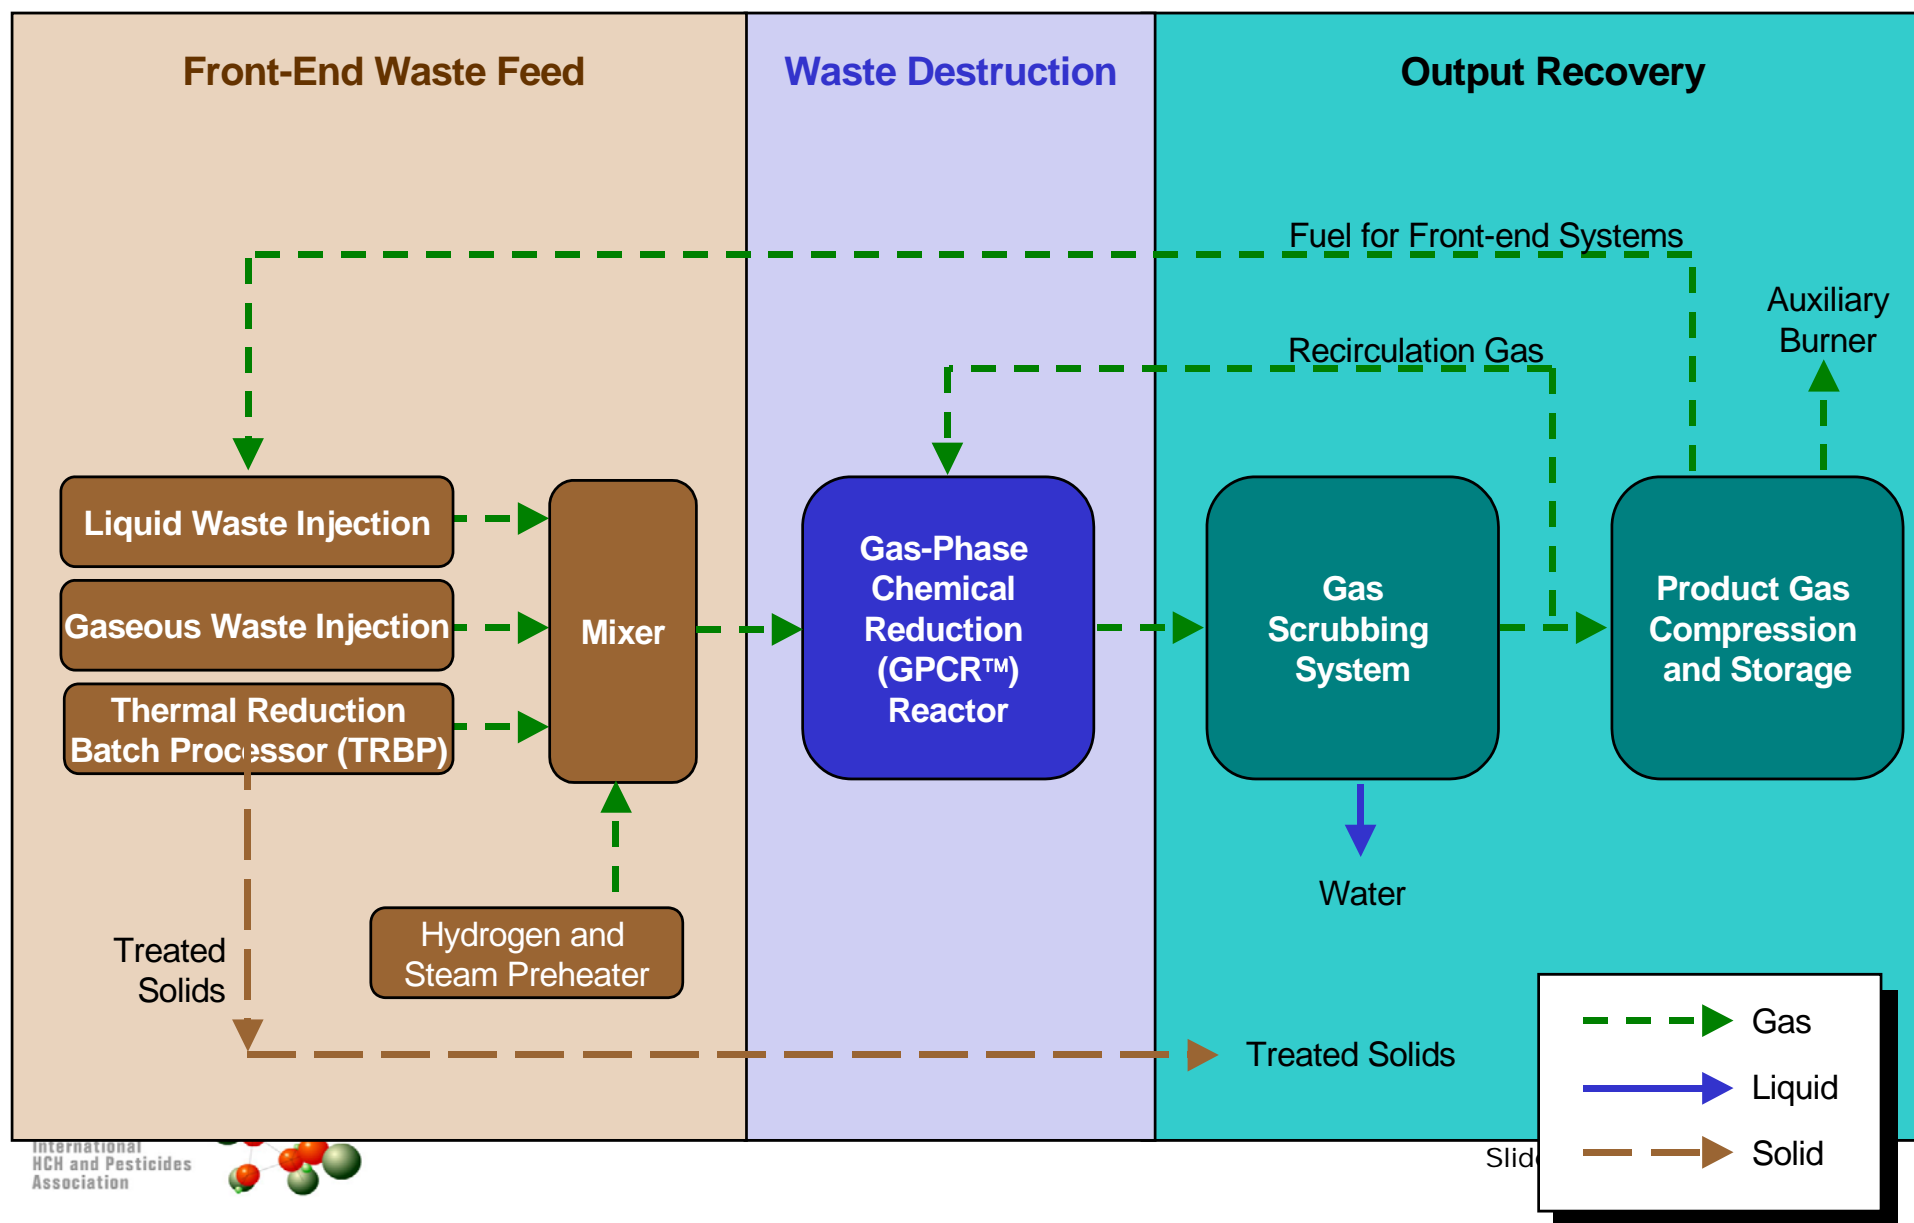 Front-End Waste Feed
Waste Destruction
Output Recovery
Fuel for Front-end Systems
Auxiliary
Burner
Recirculation Gas
Liquid Waste Injection
Gaseous Waste Injection
Thermal Reduction
Batch Processor (TRBP)
Mixer
Gas-Phase
Chemical
Reduction
(GPCR™)
Reactor
Gas
Scrubbing
System
Product Gas
Compression
and Storage
Water
Hydrogen and
Steam Preheater
Treated
Solids
Treated Solids
Gas
Liquid
Solid
International
HCH and Pesticides
Association